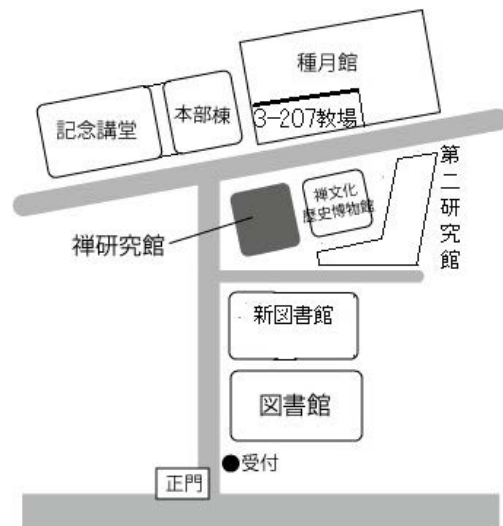 種月館
3-207教場
本部棟
記念講堂
第二研究館
禅文化
歴史博物館
禅研究館
新図書館
図書館
●受付
正門